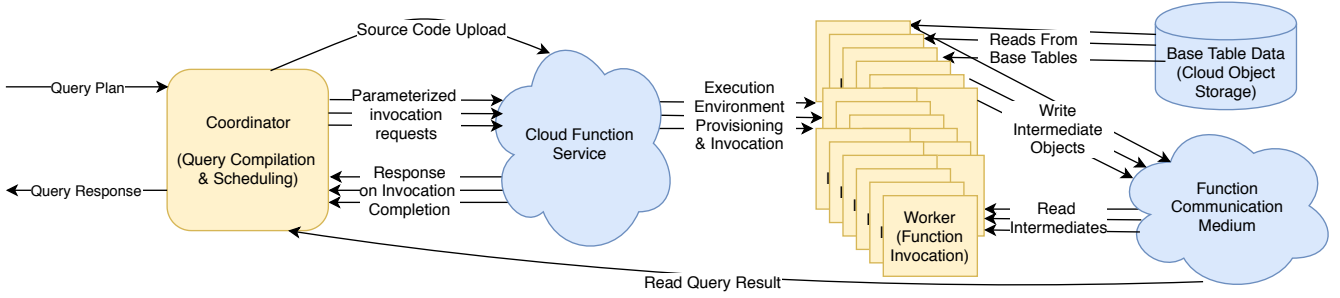 Source Code Upload
Query Plan
Coordinator
(Query Compilation
& Scheduling)
Query Response
Parameterized
invocation
requests
Response
on Invocation
Completion
Cloud Function
Service
Execution
Environment
Provisioning
& Invocation
Worker
(Function
Invocation)
Reads From
Base Tables
Base Table Data
(Cloud Object
Storage)
Write
Intermediate
Objects
Function
Communication
Medium
Read
Intermediates
Read Query Result